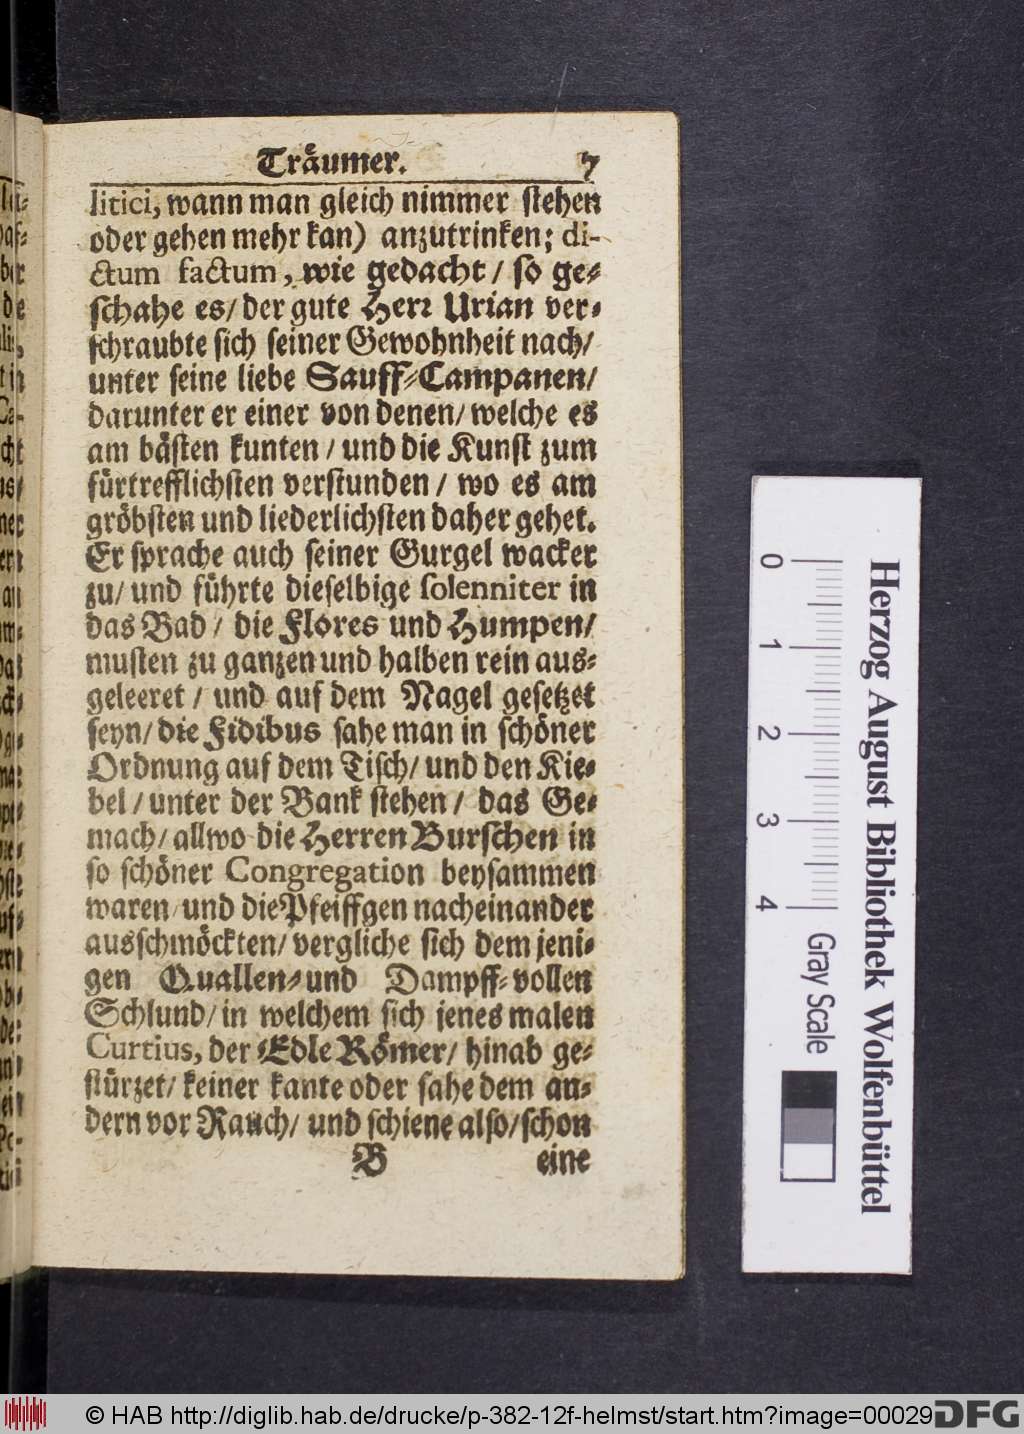 Träumer. 7
litici, wann man gleich nimmer stehen
oder gehen mehr kan) anzutrinken; di-
ctum factum, wie gedacht / so ge-
schahe es / der gute Herr Urian ver-
schraubte sich seiner Gewohnheit nach /
unter seine liebe Sauff-Campanen /
darunter er einer von denen / welche es
am bästen kunten / und die Kunst zum
fürtrefflichsten verstunden / wo es am
gröbsten und liederlichsten daher gehet.
Er sprache auch seiner Gurgel wacker
zu / und führte dieselbige solenniter in
das Bad / die Flores und Humpen /
musten zu ganzen und halben rein aus-
geleeret / und auf dem Nagel gesetzet
seyn / die Fidibus sahe man in schöner
Ordnung auf dem Tisch / und den Kie-
bel / unter der Bank stehen / das Ge-
mach / allwo die Herren Burschen in
so schöner Congregation beysammen
waren und die Pfeiffgen nacheinander
ausschmöckten / vergliche sich dem jeni-
gen Quallen- und Dampff-vollen
Schlund / in welchem sich jenes malen
Curtius, der Edle Römer / hinab ge-
stürzet / keiner kante oder sahe dem an-
dern vor Rauch / und schiene also / schon
B eine
0 1 2 3 4 Gray Scale
Herzog August Bibliothek Wolfenbüttel
© HAB http://diglib.hab.de/drucke/p-382-12f-helmst/start.htm?image=00029
DFG